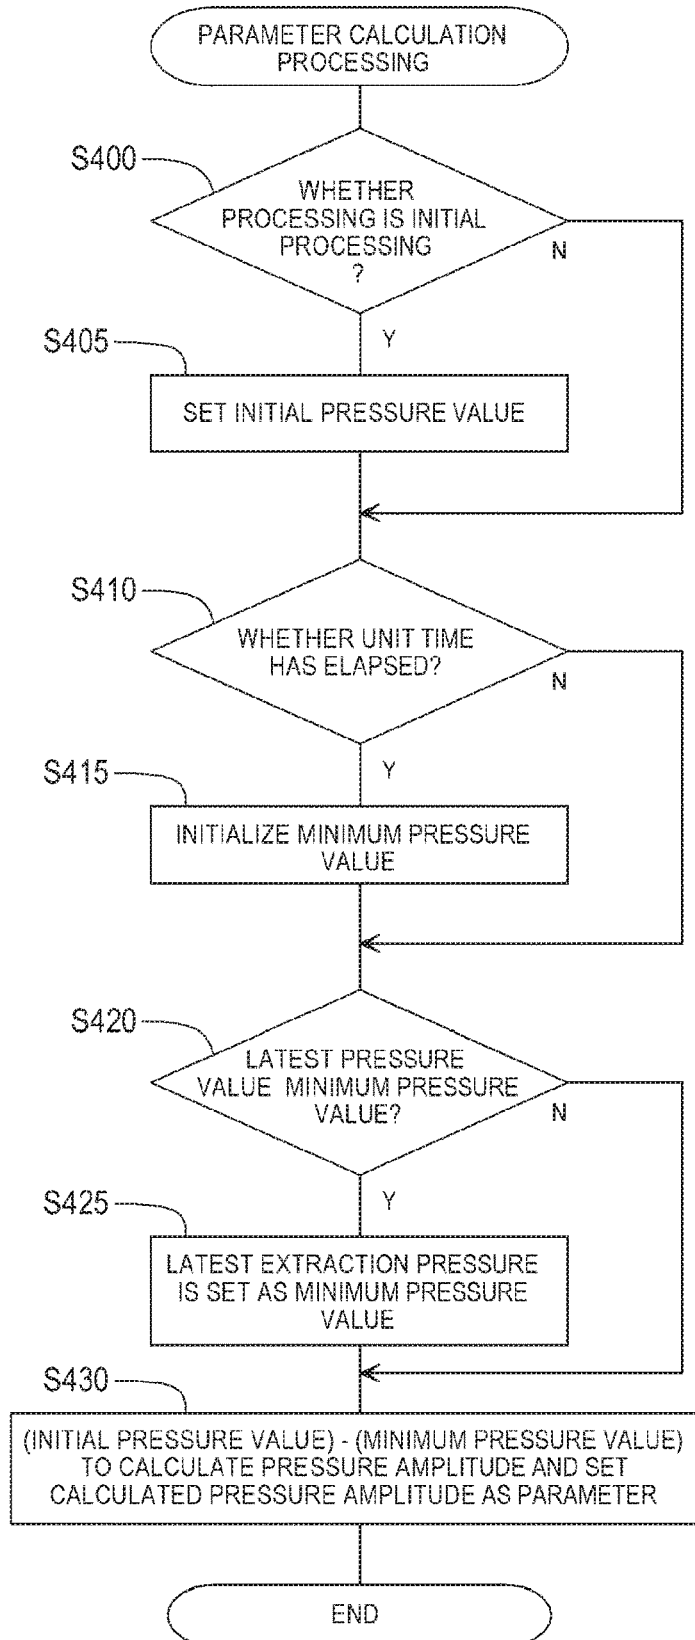 PARAMETER CALCULATION
PROCESSING
S400
WHETHER
PROCESSING IS INITIAL
PROCESSING
?
N
Y
S405
SET INITIAL PRESSURE VALUE
S410
WHETHER UNIT TIME
HAS ELAPSED?
N
Y
S415
INITIALIZE MINIMUM PRESSURE
VALUE
S420
LATEST PRESSURE
VALUE MINIMUM PRESSURE
VALUE?
N
Y
S425
LATEST EXTRACTION PRESSURE
IS SET AS MINIMUM PRESSURE
VALUE
S430
(INITIAL PRESSURE VALUE) - (MINIMUM PRESSURE VALUE)
TO CALCULATE PRESSURE AMPLITUDE AND SET
CALCULATED PRESSURE AMPLITUDE AS PARAMETER
END